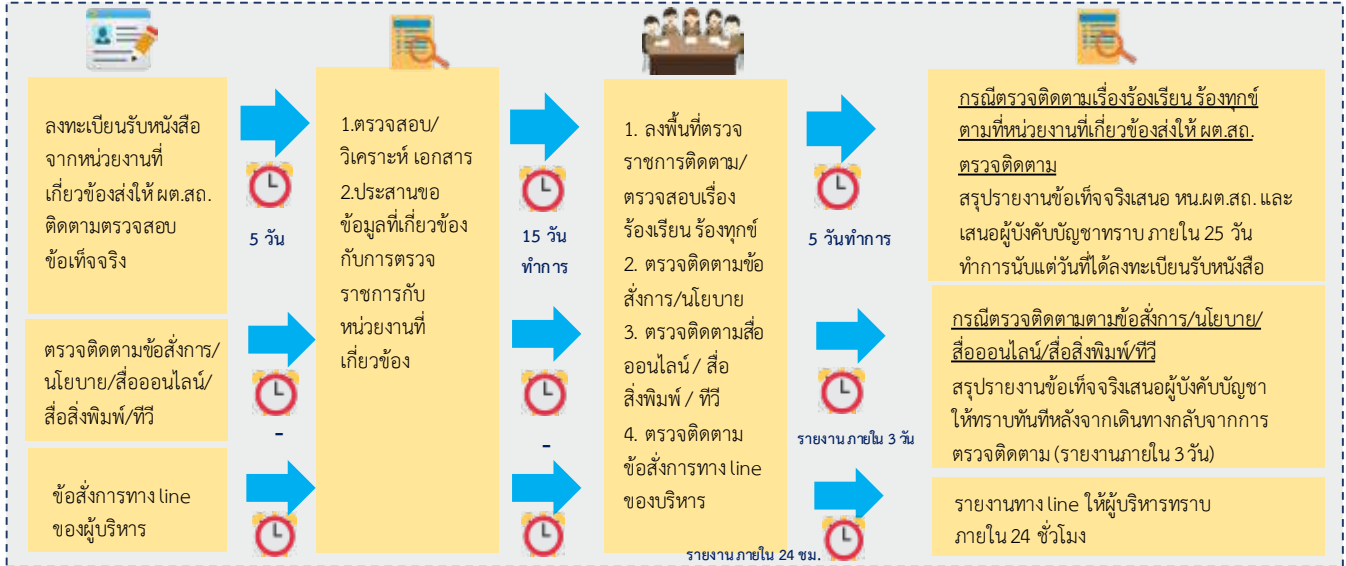 ลงทะเบียนรับหนังสือ
จากหน่วยงานที่
เกี่ยวข้องส่งให้ ผต.สถ.
ติดตามตรวจสอบ
ข้อเท็จจริง
5 วัน
1.ตรวจสอบ/
วิเคราะห์ เอกสาร
2.ประสานขอ
ข้อมูลที่เกี่ยวข้อง
กับการตรวจ
ราชการกับ
หน่วยงานที่
เกี่ยวข้อง
15 วัน
ทำการ
1. ลงพื้นที่ตรวจ
ราชการติดตาม/
ตรวจสอบเรื่อง
ร้องเรียน ร้องทุกข์
2. ตรวจติดตามข้อ
สั่งการ/นโยบาย
3. ตรวจติดตามสื่อ
ออนไลน์ / สื่อ
สิ่งพิมพ์ / ทีวี
4. ตรวจติดตาม
ข้อสั่งการทาง line
ของบริหาร
5 วันทำการ
กรณีตรวจติดตามเรื่องร้องเรียน ร้องทุกข์
ตามที่หน่วยงานที่เกี่ยวข้องส่งให้ ผต.สถ.
ตรวจติดตาม
สรุปรายงานข้อเท็จจริงเสนอ หน.ผต.สถ. และ
เสนอผู้บังคับบัญชาทราบ ภายใน 25 วัน
ทำการนับแต่วันที่ได้ลงทะเบียนรับหนังสือ
ตรวจติดตามข้อสั่งการ/
นโยบาย/สื่อออนไลน์/
สื่อสิ่งพิมพ์/ทีวี
-
-
รายงาน ภายใน 3 วัน
กรณีตรวจติดตามตามข้อสั่งการ/นโยบาย/
สื่อออนไลน์/สื่อสิ่งพิมพ์/ทีวี
สรุปรายงานข้อเท็จจริงเสนอผู้บังคับบัญชา
ให้ทราบทันทีหลังจากเดินทางกลับจากการ
ตรวจติดตาม (รายงานภายใน 3 วัน)
ข้อสั่งการทาง line
ของผู้บริหาร
รายงาน ภายใน 24 ชม.
รายงานทาง line ให้ผู้บริหารทราบ
ภายใน 24 ชั่วโมง